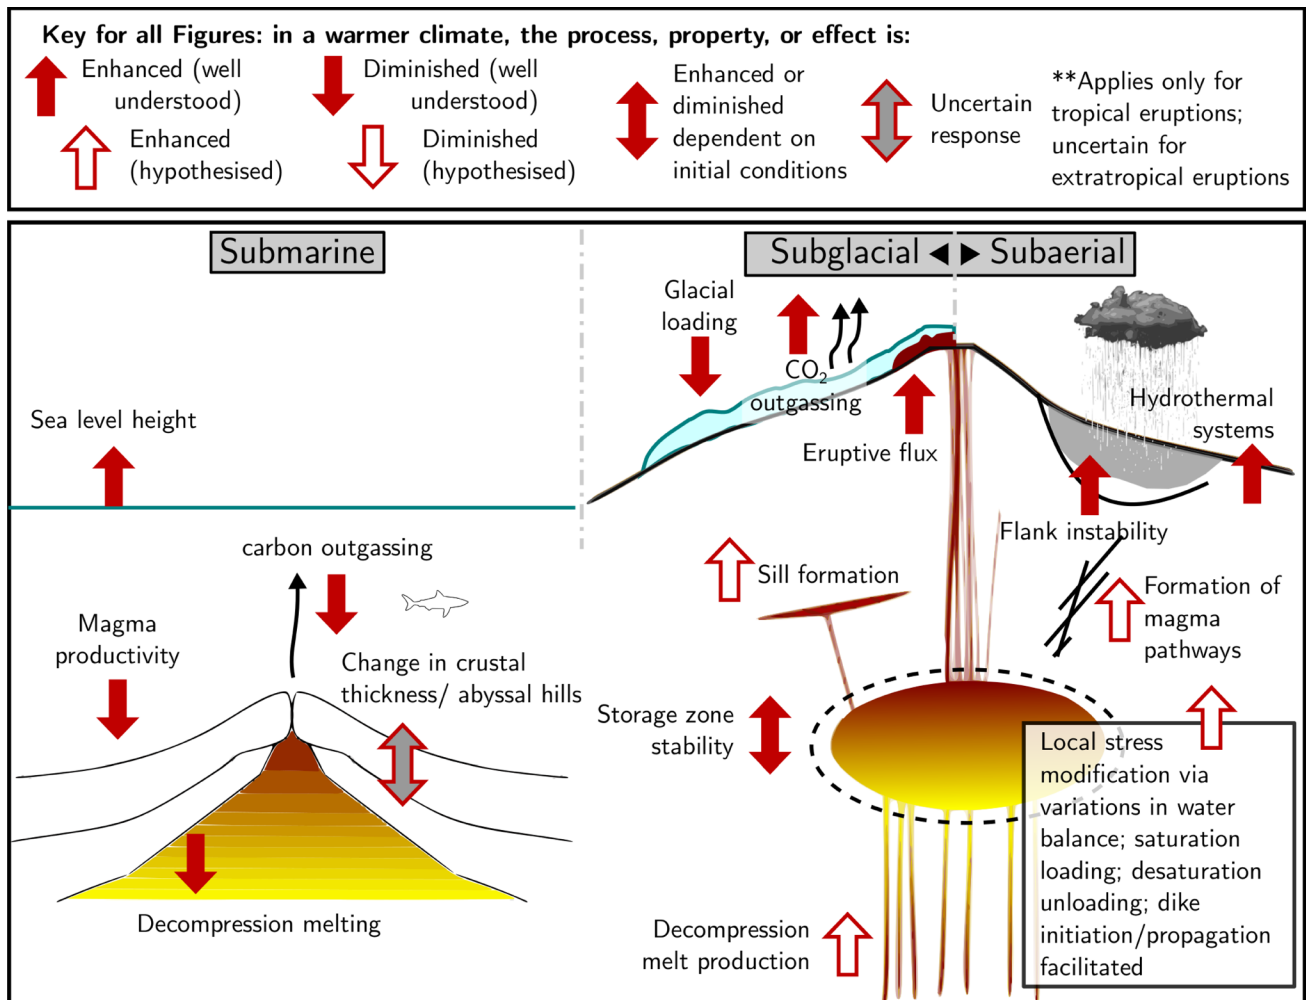 Key for all Figures: in a warmer climate, the process, property, or effect is:
Enhanced (well
understood)
Diminished (well
understood)
Enhanced
(hypothesised)
Diminished
(hypothesised)
Enhanced or
diminished
dependent on
initial conditions
Uncertain
response
**Applies only for
tropical eruptions;
uncertain for
extratropical eruptions
Submarine
Sea level height
carbon outgassing
Magma
productivity
Change in crustal
thickness/ abyssal hills
Decompression melting
Subglacial
Subaerial
Glacial
loading
CO2
outgassing
Eruptive flux
Hydrothermal
systems
Flank instability
Sill formation
Formation of
magma
pathways
Storage zone
stability
Local stress
modification via
variations in water
balance; saturation
loading; desaturation
unloading; dike
initiation/propagation
facilitated
Decompression
melt production